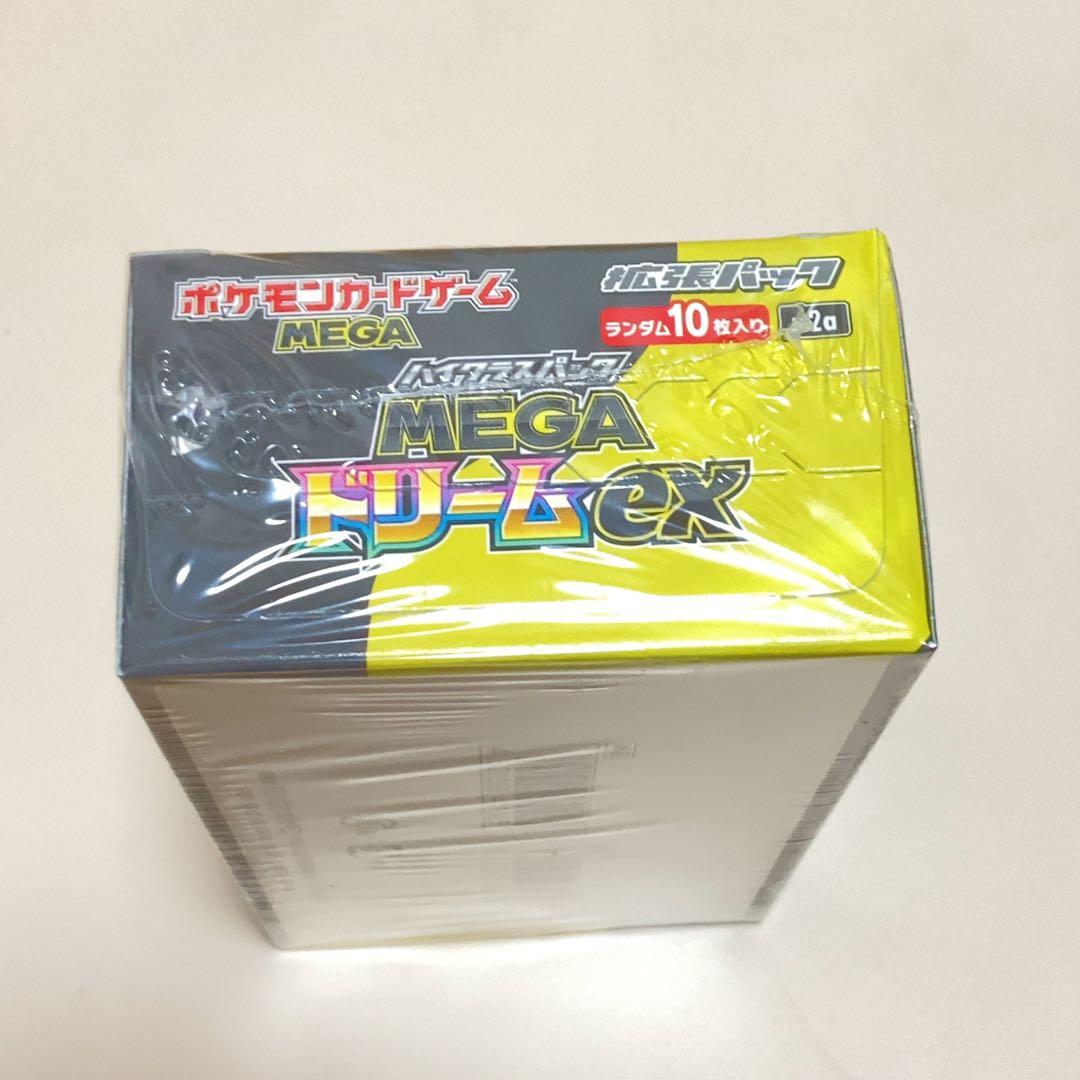 ポケモンカードゲーム
MEGA
拡張パック
ランダム10枚入り
2a
ハイクラスパック
MEGA
ドリームex